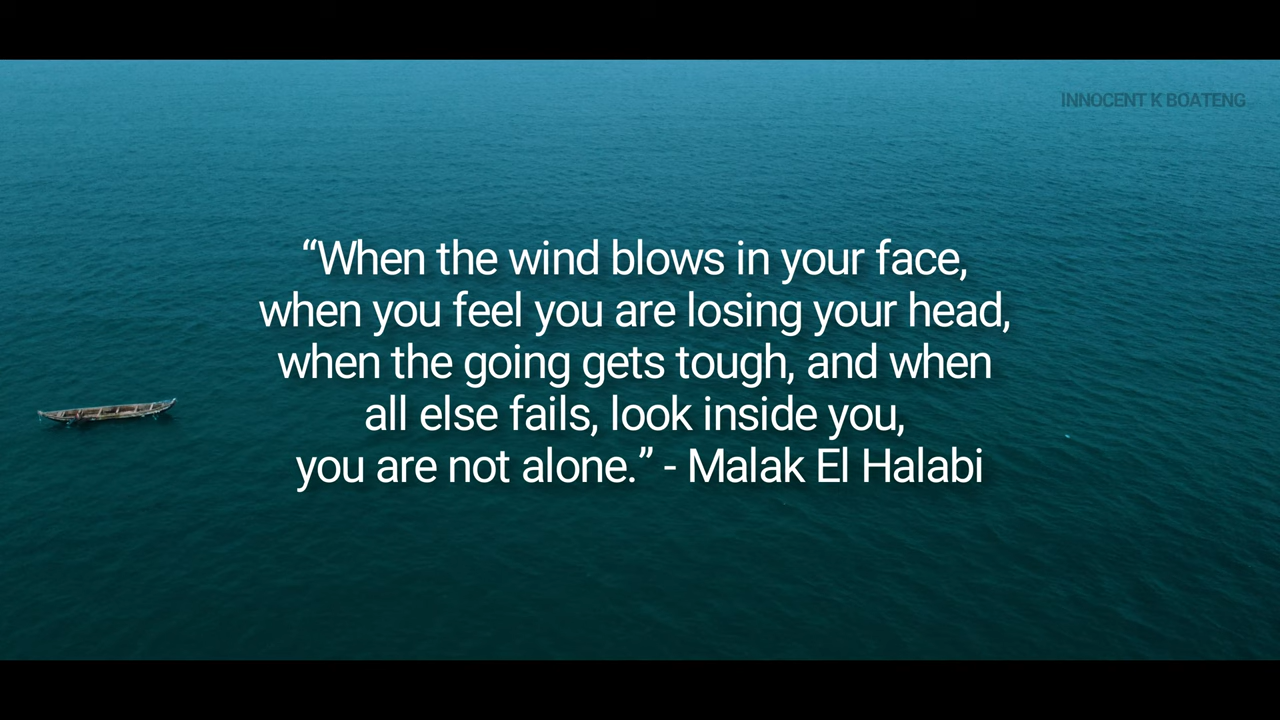 INNOCENT K BOATENG
“When the wind blows in your face,
when you feel you are losing your head,
when the going gets tough, and when
all else fails, look inside you,
you are not alone.” - Malak El Halabi